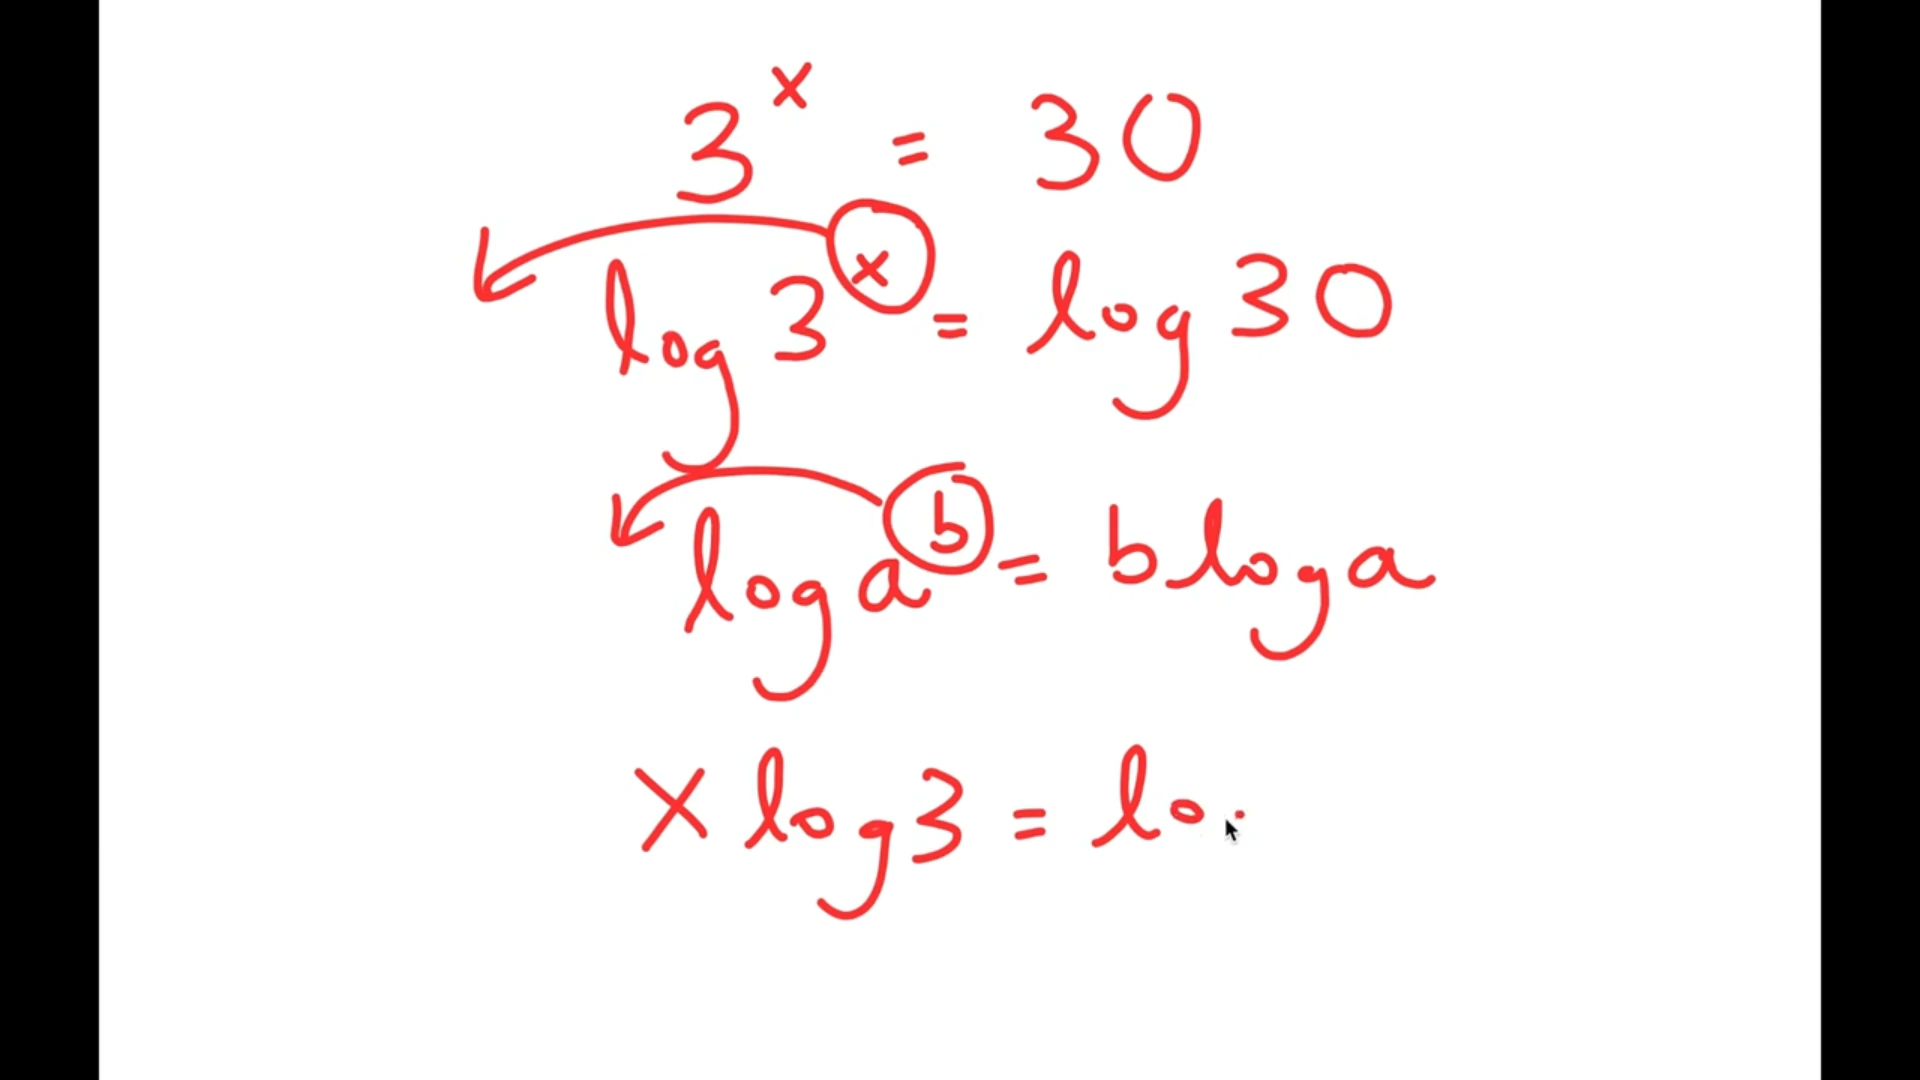 3^x = 30
log 3^x = log 30
log a^b = b log a
x log 3 = lo